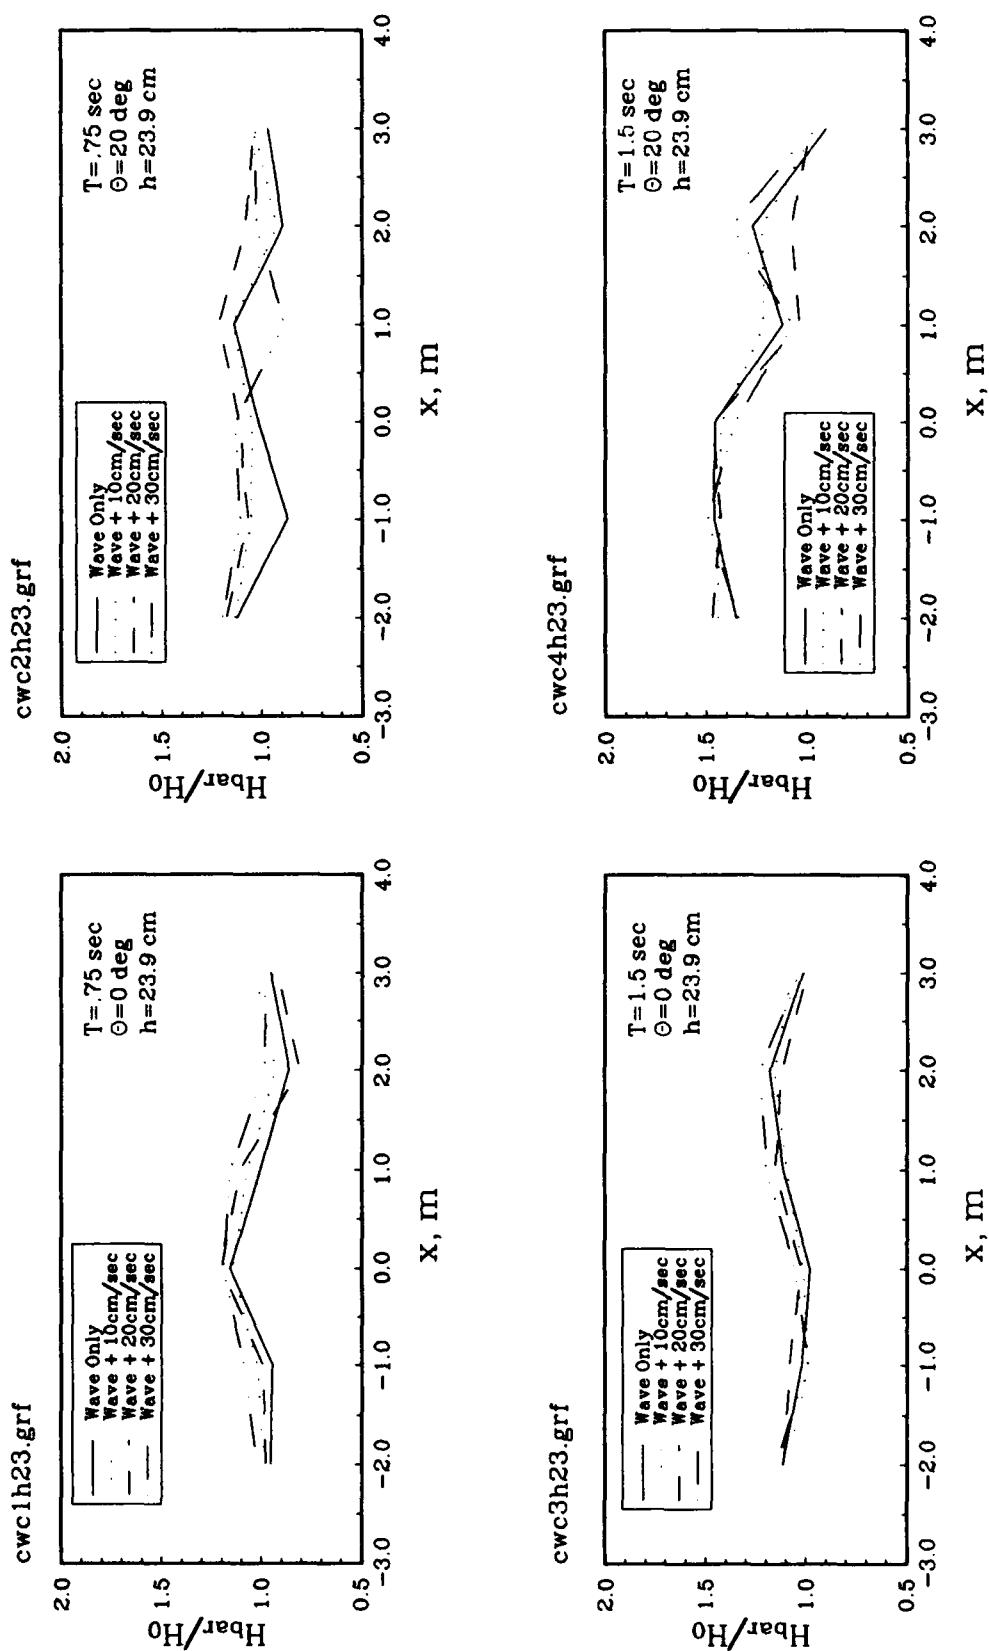 cwc1h23.grf
T=.75 sec
Θ=0 deg
h=23.9 cm
Wave Only
Wave + 10cm/sec
Wave + 20cm/sec
Wave + 30cm/sec
2.0
1.5
1.0
0.5
Hbar/H0
-3.0
-2.0
-1.0
0.0
1.0
2.0
3.0
4.0
x, m
cwc2h23.grf
T=.75 sec
Θ=20 deg
h=23.9 cm
Wave Only
Wave + 10cm/sec
Wave + 20cm/sec
Wave + 30cm/sec
2.0
1.5
1.0
0.5
Hbar/H0
-3.0
-2.0
-1.0
0.0
1.0
2.0
3.0
4.0
x, m
cwc3h23.grf
T=1.5 sec
Θ=0 deg
h=23.9 cm
Wave Only
Wave + 10cm/sec
Wave + 20cm/sec
Wave + 30cm/sec
2.0
1.5
1.0
0.5
Hbar/H0
-3.0
-2.0
-1.0
0.0
1.0
2.0
3.0
4.0
x, m
cwc4h23.grf
T=1.5 sec
Θ=20 deg
h=23.9 cm
Wave Only
Wave + 10cm/sec
Wave + 20cm/sec
Wave + 30cm/sec
2.0
1.5
1.0
0.5
Hbar/H0
-3.0
-2.0
-1.0
0.0
1.0
2.0
3.0
4.0
x, m